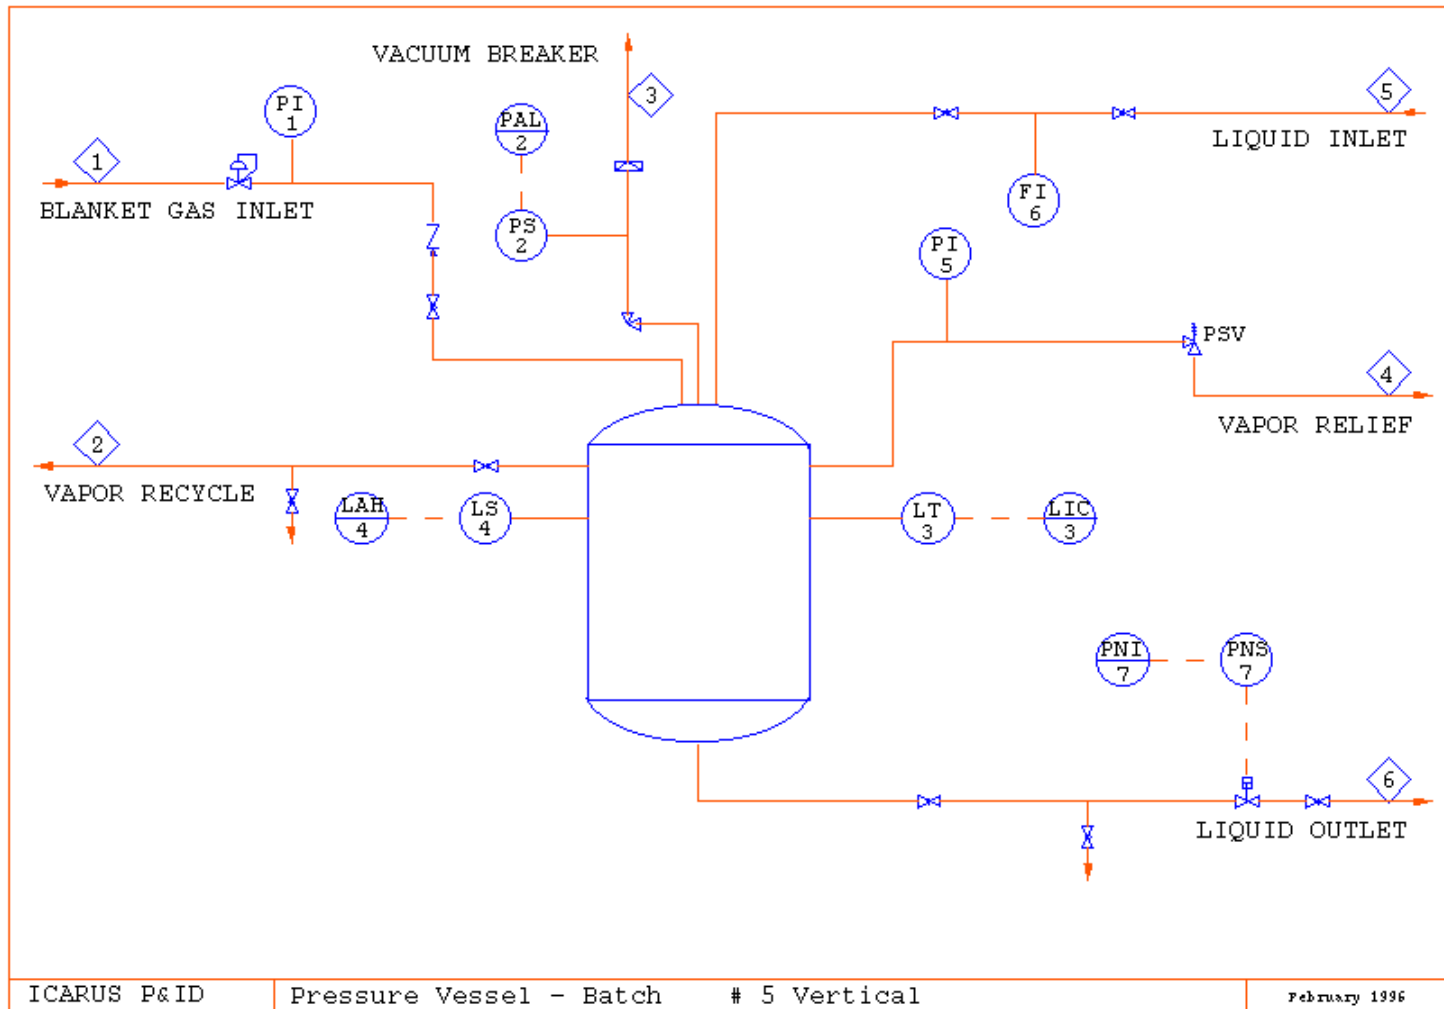 VACUUM BREAKER
3
5
PI
1
PAL
2
LIQUID INLET
1
BLANKET GAS INLET
FI
6
PS
2
PI
5
PSV
4
VAPOR RELIEF
2
VAPOR RECYCLE
LAH
4
LS
4
LT
3
LIC
3
PNI
7
PNS
7
6
LIQUID OUTLET
ICARUS P&ID
Pressure Vessel - Batch # 5 Vertical
February 1996